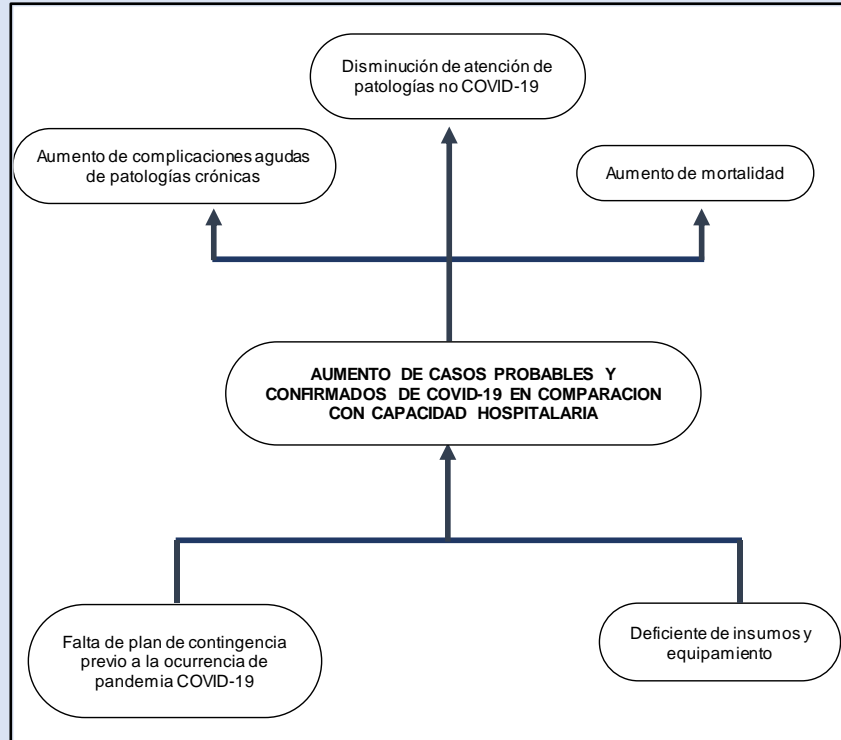 Disminución de atención de
patologías no COVID-19
Aumento de complicaciones agudas
de patologías crónicas
Aumento de mortalidad
AUMENTO DE CASOS PROBABLES Y
CONFIRMADOS DE COVID-19 EN COMPARACION
CON CAPACIDAD HOSPITALARIA
Falta de plan de contingencia
previo a la ocurrencia de
pandemia COVID-19
Deficiente de insumos y
equipamiento